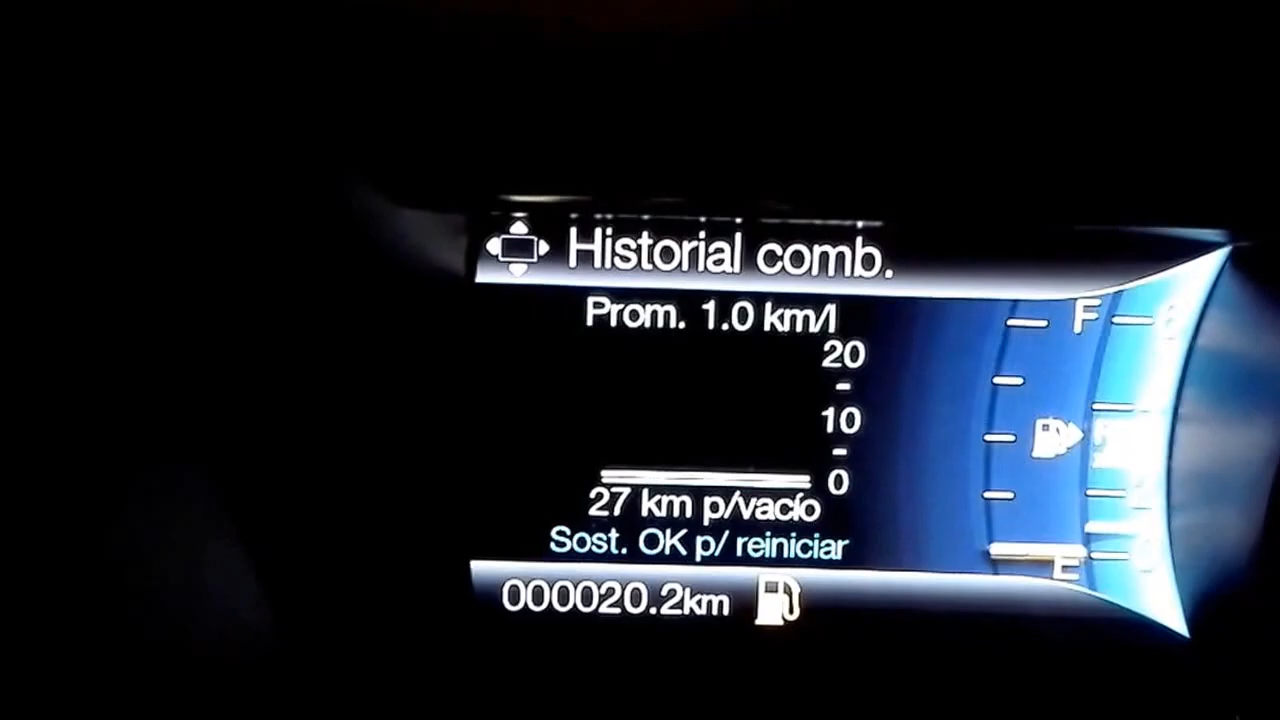 Historial comb.
Prom. 1.0 km/l
20
-
10
-
0
27 km p/vacío
Sost. OK p/ reiniciar
000020.2km
F
E